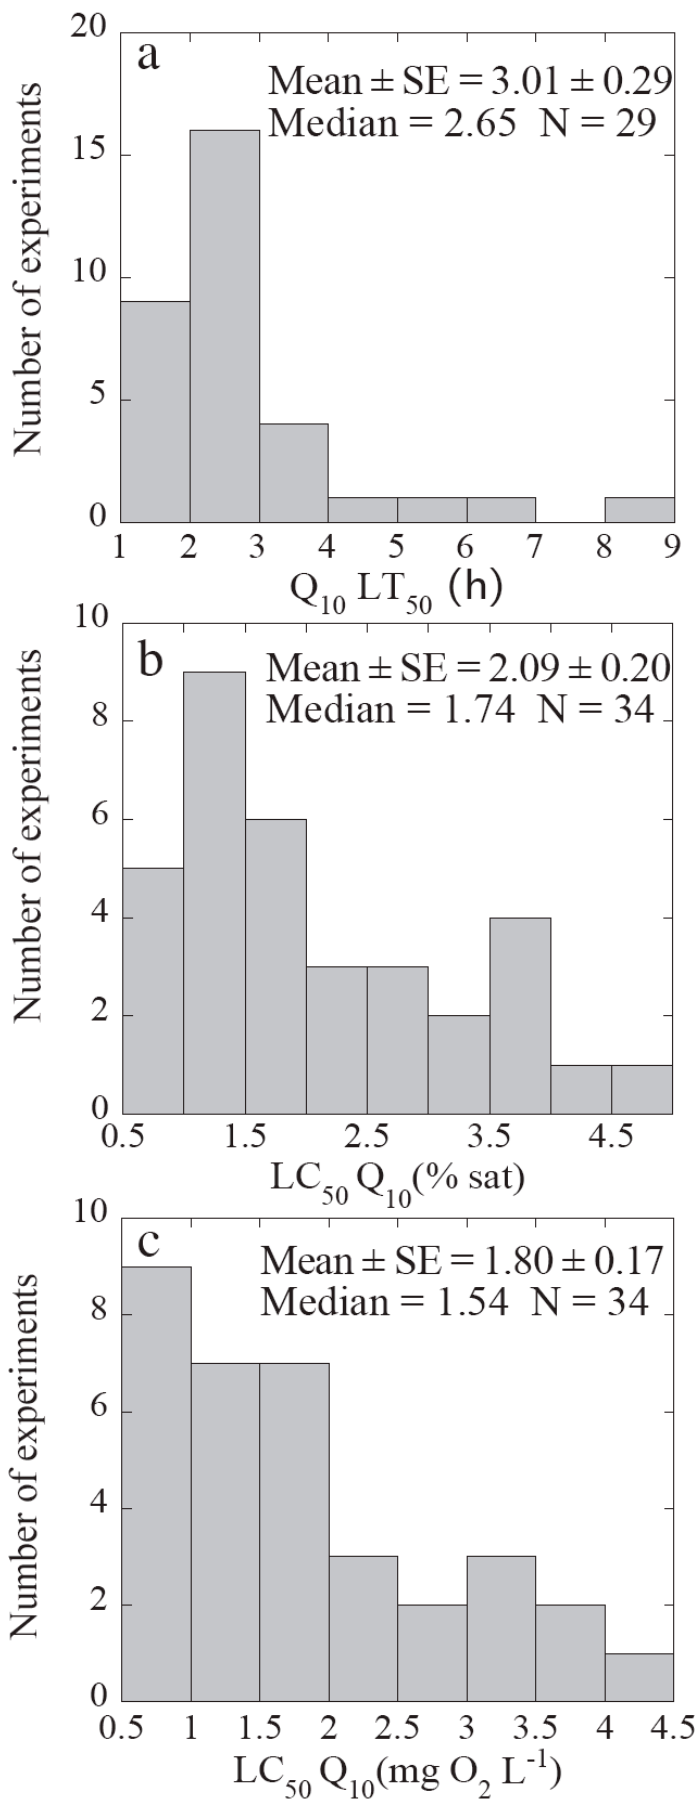 20
a
Mean ± SE = 3.01 ± 0.29
Median = 2.65 N = 29
15
10
5
0
Number of experiments
1 2 3 4 5 6 7 8 9
Q10 LT50 (h)
10
b
Mean ± SE = 2.09 ± 0.20
Median = 1.74 N = 34
8
6
4
2
0
Number of experiments
0.5 1.5 2.5 3.5 4.5
LC50 Q10(% sat)
10
c
Mean ± SE = 1.80 ± 0.17
Median = 1.54 N = 34
8
6
4
2
0
Number of experiments
0.5 1 1.5 2 2.5 3 3.5 4 4.5
LC50 Q10(mg O2 L-1)